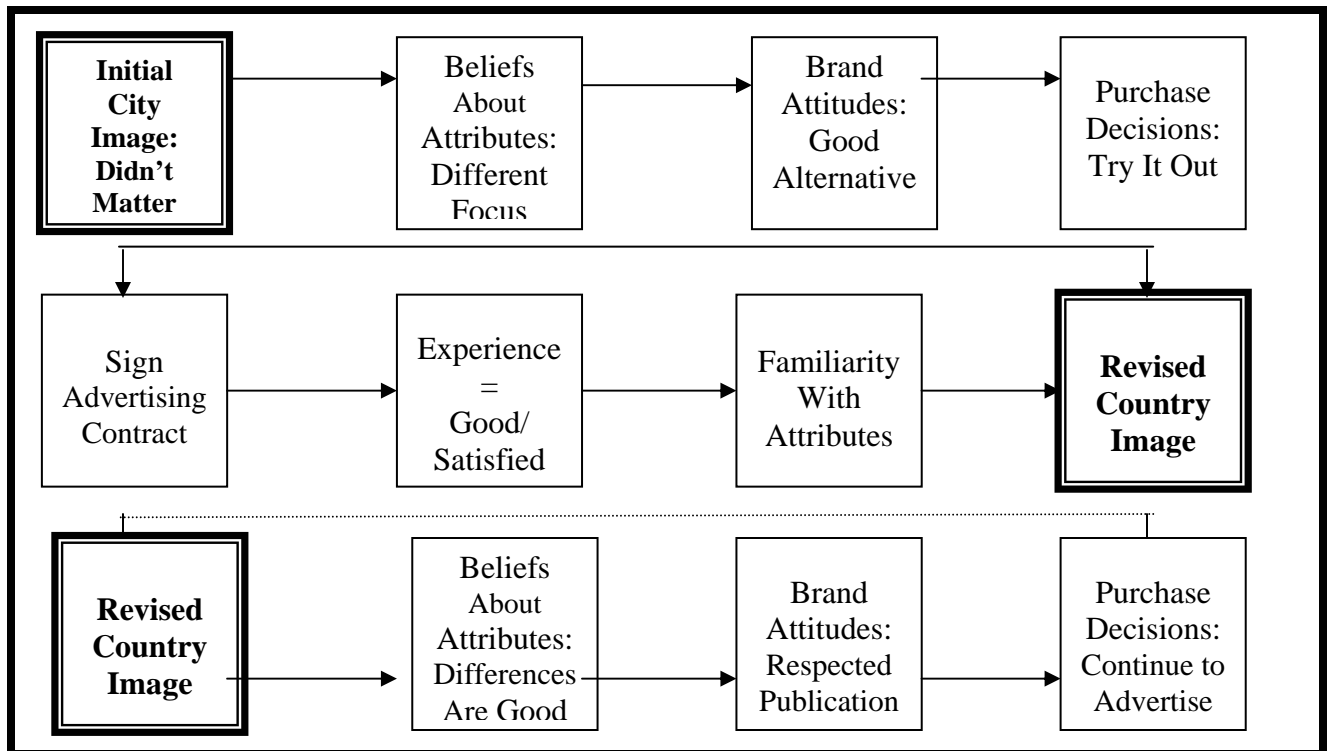 Initial
City
Image:
Didn't
Matter
Beliefs
About
Attributes:
Different
Focus
Brand
Attitudes:
Good
Alternative
Purchase
Decisions:
Try It Out
Sign
Advertising
Contract
Experience
=
Good/
Satisfied
Familiarity
With
Attributes
Revised
Country
Image
Revised
Country
Image
Beliefs
About
Attributes:
Differences
Are Good
Brand
Attitudes:
Respected
Publication
Purchase
Decisions:
Continue to
Advertise